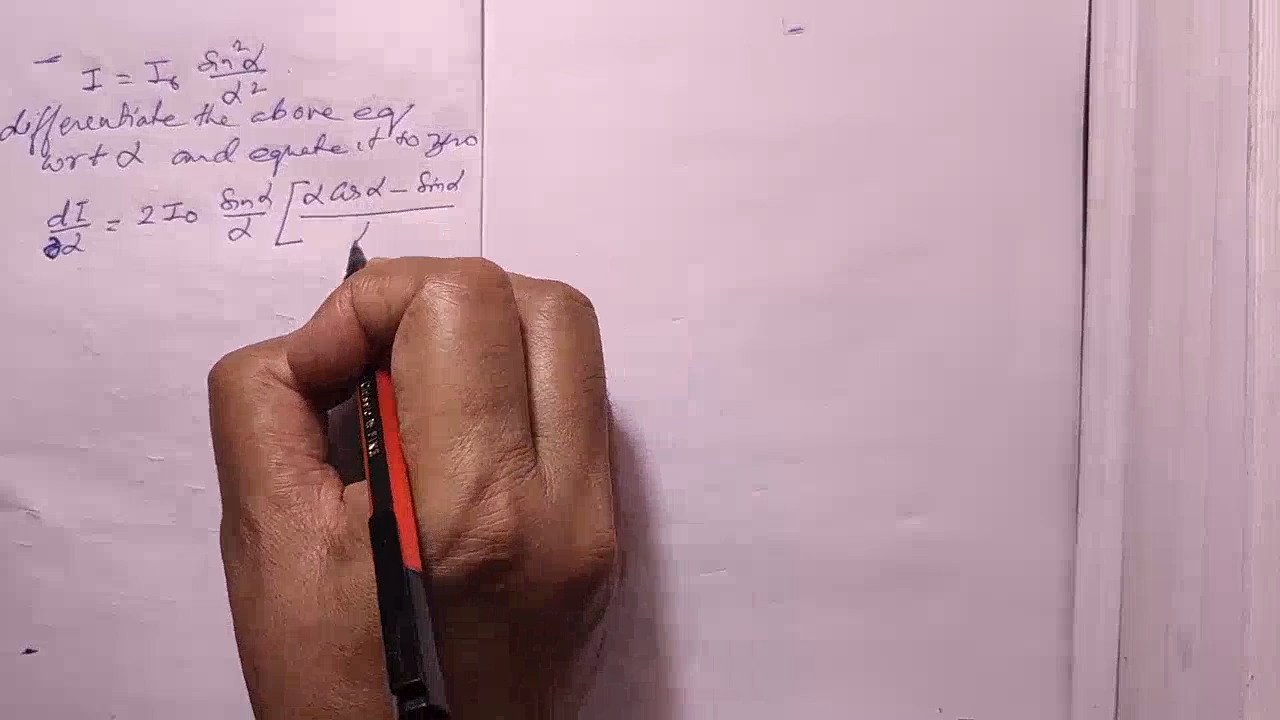 I = I₀ sin²α/α²
differentiate the above eq
wrt α and equate it to zero
dI/dα = 2I₀ sinα/α [αcosα - sinα/